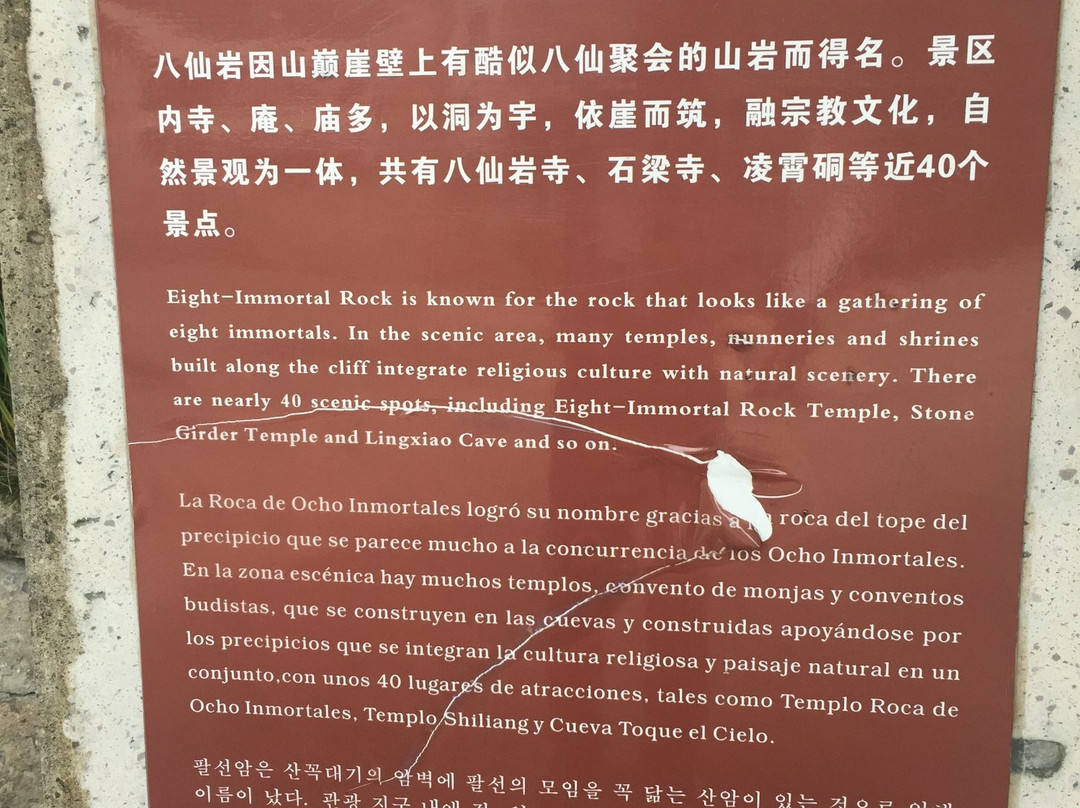 八仙岩因山巅崖壁上有酷似八仙聚会的山岩而得名。景区
内寺、庵、庙多，以洞为宇，依崖而筑，融宗教文化，自
然景观为一体，共有八仙岩寺、石梁寺、凌霄硐等近40个
景点。
Eight-Immortal Rock is known for the rock that looks like a gathering of
eight immortals. In the scenic area, many temples, nunneries and shrines
built along the cliff integrate religious culture with natural scenery. There
are nearly 40 scenic spots, including Eight-Immortal Rock Temple, Stone
Girder Temple and Lingxiao Cave and so on.
La Roca de Ocho Inmortales logró su nombre gracias a roca del tope del
precipicio que se parece mucho a la concurrencia de los Ocho Inmortales.
En la zona escénica hay muchos templos, convento de monjas y conventos
budistas, que se construyen en las cuevas y construidas apoyándose por
los precipicios que se integran la cultura religiosa y paisaje natural en un
conjunto,con unos 40 lugares de atracciones, tales como Templo Roca de
Ocho Inmortales, Templo Shiliang y Cueva Toque el Cielo.
팔선암은 산꼭대기의 암벽에 팔선의 모임을 꼭 닮는 산암이 있는 것으로
이름이 났다. 관광 지구 내에